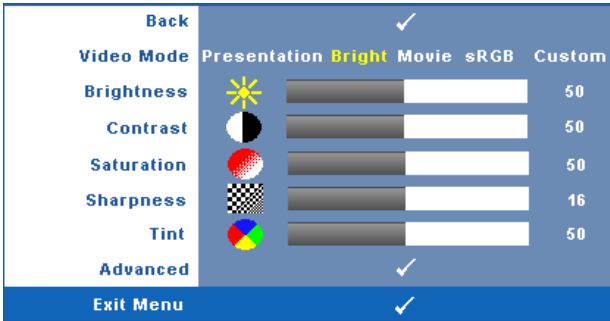 Back
Video Mode Presentation Bright Movie sRGB Custom
Brightness 50
Contrast 50
Saturation 50
Sharpness 16
Tint 50
Advanced
Exit Menu